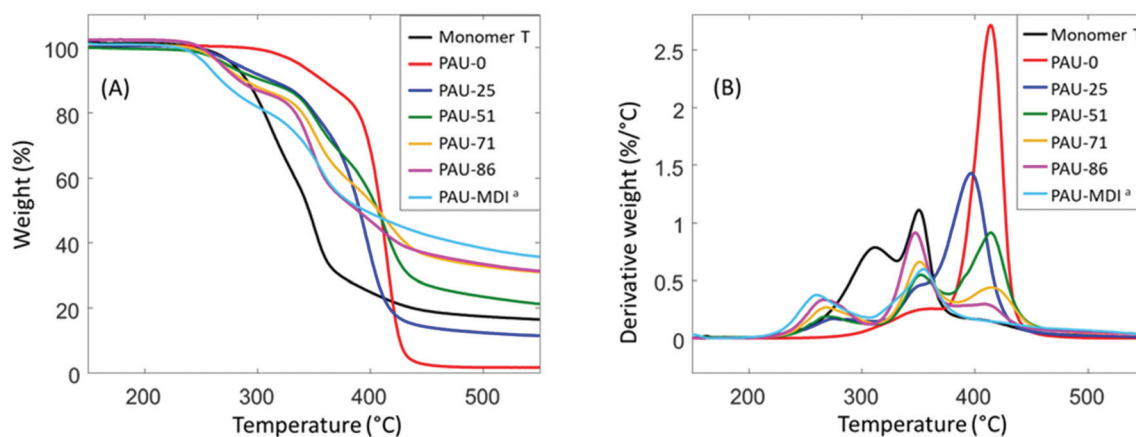 (A)
Weight (%)
100
80
60
40
20
0
200
300
400
500
Temperature (°C)
Monomer T
PAU-0
PAU-25
PAU-51
PAU-71
PAU-86
PAU-MDI a
(B)
Derivative weight (%/°C)
2.5
2
1.5
1
0.5
0
200
300
400
500
Temperature (°C)
Monomer T
PAU-0
PAU-25
PAU-51
PAU-71
PAU-86
PAU-MDI a